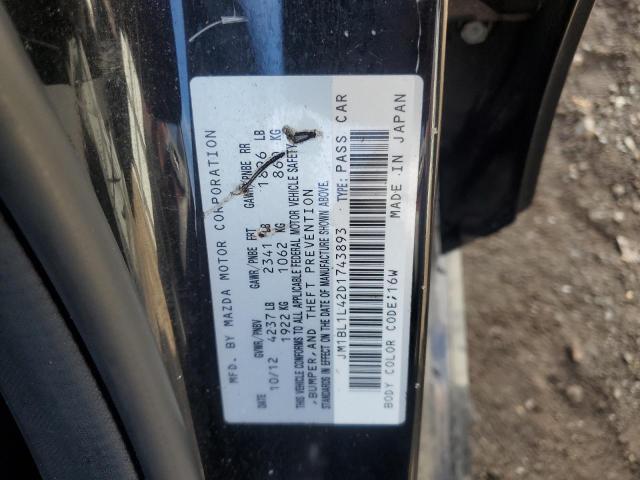 MFD. BY MAZDA MOTOR CORPORATION
DATE GVWR/PNBV GAWR/PNBE FRT GAWR/PNBE RR
10/12 4237 LB 2341 LB LB
1922 KG 1062 KG KG
THIS VEHICLE CONFORMS TO ALL APPLICABLE FEDERAL MOTOR VEHICLE SAFETY,
BUMPER, AND THEFT PREVENTION
STANDARDS IN EFFECT ON THE DATE OF MANUFACTURE SHOWN ABOVE.
JM1BL1L42D1743893 TYPE: PASS CAR
BODY COLOR CODE;16W MADE IN JAPAN